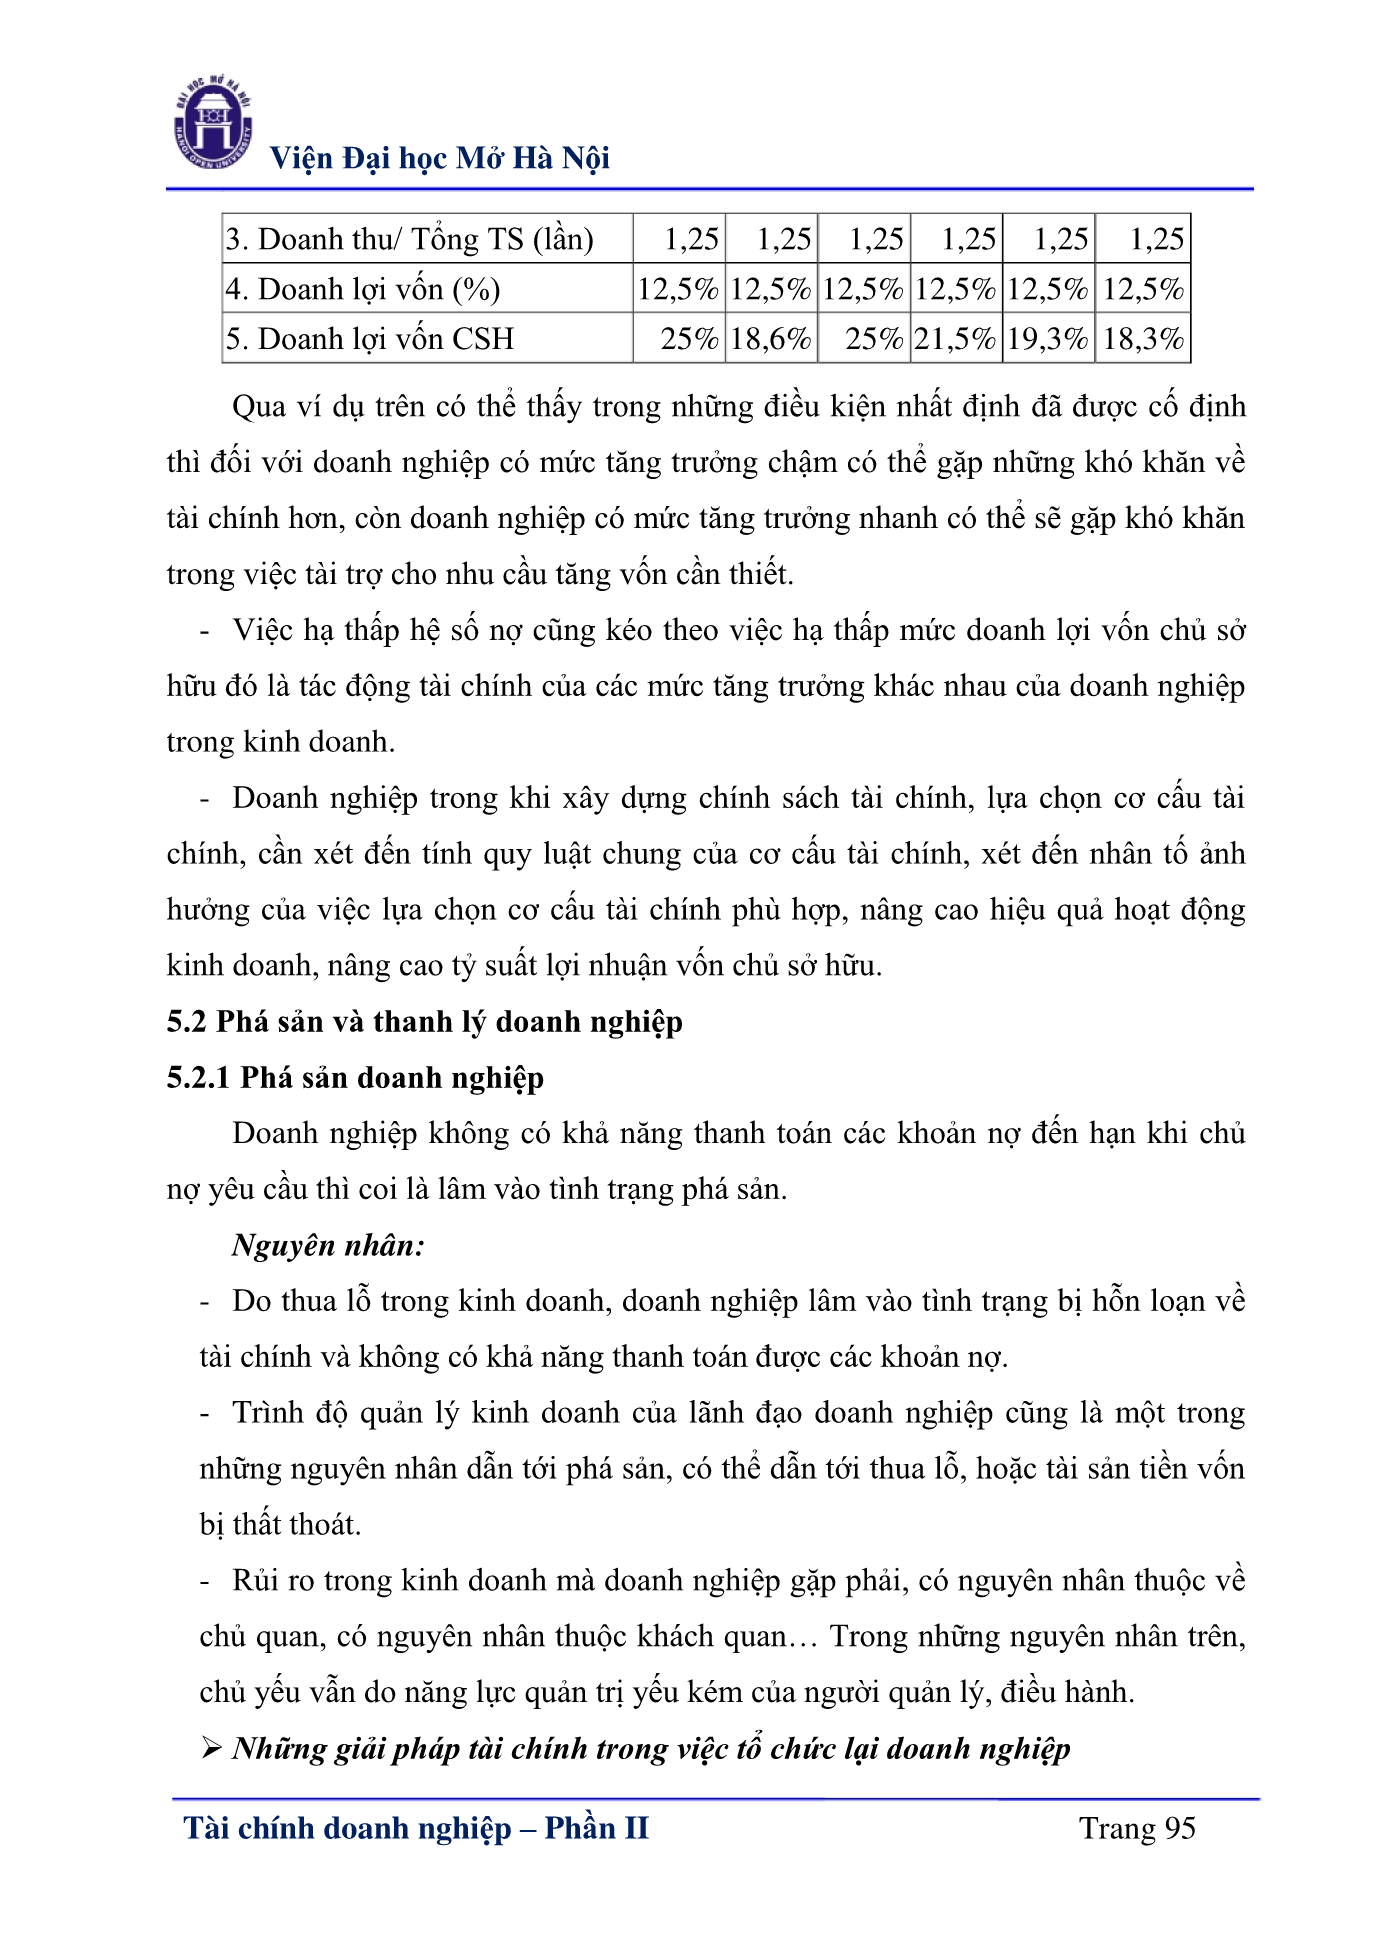 ĐẠI HỌC MỞ HÀ NỘI
HANOI OPEN UNIVERSITY
Viện Đại học Mở Hà Nội
3. Doanh thu/ Tổng TS (lần) 1,25 1,25 1,25 1,25 1,25 1,25
4. Doanh lợi vốn (%) 12,5% 12,5% 12,5% 12,5% 12,5% 12,5%
5. Doanh lợi vốn CSH 25% 18,6% 25% 21,5% 19,3% 18,3%
Qua ví dụ trên có thể thấy trong những điều kiện nhất định đã được cố định
thì đối với doanh nghiệp có mức tăng trưởng chậm có thể gặp những khó khăn về
tài chính hơn, còn doanh nghiệp có mức tăng trưởng nhanh có thể sẽ gặp khó khăn
trong việc tài trợ cho nhu cầu tăng vốn cần thiết.
- Việc hạ thấp hệ số nợ cũng kéo theo việc hạ thấp mức doanh lợi vốn chủ sở
hữu đó là tác động tài chính của các mức tăng trưởng khác nhau của doanh nghiệp
trong kinh doanh.
- Doanh nghiệp trong khi xây dựng chính sách tài chính, lựa chọn cơ cấu tài
chính, cần xét đến tính quy luật chung của cơ cấu tài chính, xét đến nhân tố ảnh
hưởng của việc lựa chọn cơ cấu tài chính phù hợp, nâng cao hiệu quả hoạt động
kinh doanh, nâng cao tỷ suất lợi nhuận vốn chủ sở hữu.
5.2 Phá sản và thanh lý doanh nghiệp
5.2.1 Phá sản doanh nghiệp
Doanh nghiệp không có khả năng thanh toán các khoản nợ đến hạn khi chủ
nợ yêu cầu thì coi là lâm vào tình trạng phá sản.
Nguyên nhân:
- Do thua lỗ trong kinh doanh, doanh nghiệp lâm vào tình trạng bị hỗn loạn về
tài chính và không có khả năng thanh toán được các khoản nợ.
- Trình độ quản lý kinh doanh của lãnh đạo doanh nghiệp cũng là một trong
những nguyên nhân dẫn tới phá sản, có thể dẫn tới thua lỗ, hoặc tài sản tiền vốn
bị thất thoát.
- Rủi ro trong kinh doanh mà doanh nghiệp gặp phải, có nguyên nhân thuộc về
chủ quan, có nguyên nhân thuộc khách quan… Trong những nguyên nhân trên,
chủ yếu vẫn do năng lực quản trị yếu kém của người quản lý, điều hành.
➢ Những giải pháp tài chính trong việc tổ chức lại doanh nghiệp
Tài chính doanh nghiệp – Phần II Trang 95